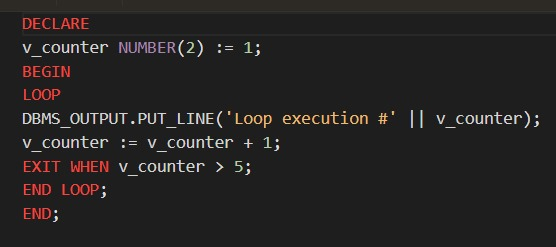 DECLARE
v_counter NUMBER(2) := 1;
BEGIN
LOOP
DBMS_OUTPUT.PUT_LINE('Loop execution #' || v_counter);
v_counter := v_counter + 1;
EXIT WHEN v_counter > 5;
END LOOP;
END;